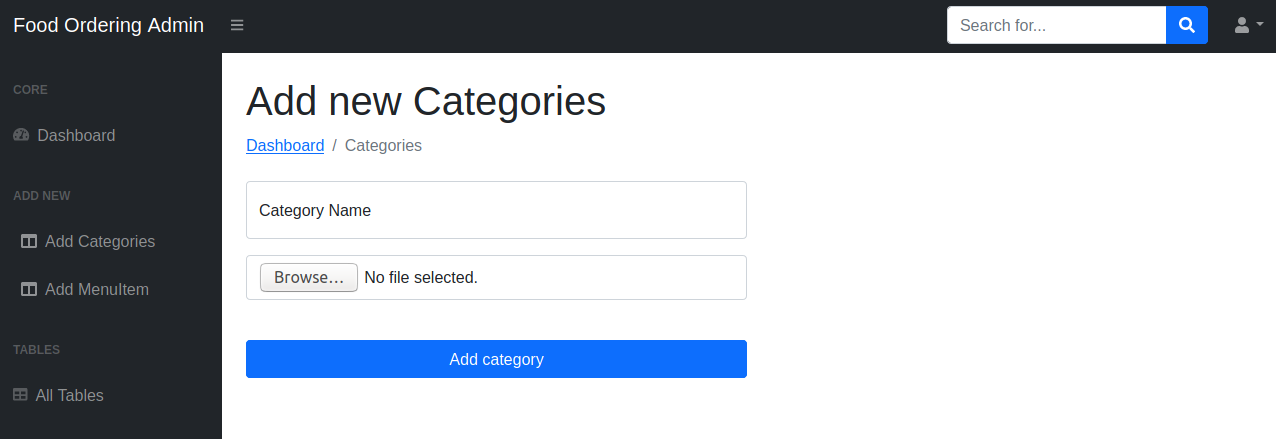 Food Ordering Admin
Search for...
CORE
Dashboard
ADD NEW
Add Categories
Add MenuItem
TABLES
All Tables
Add new Categories
Dashboard / Categories
Category Name
Browse... No file selected.
Add category